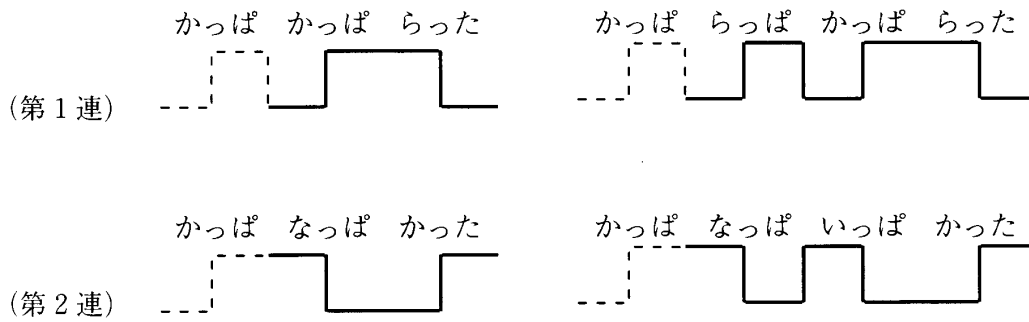 かっぱ かっぱ らった かっぱ らっぱ かっぱ らった
(第1連)
かっぱ なっぱ かった かっぱ なっぱ いっぱ かった
(第2連)